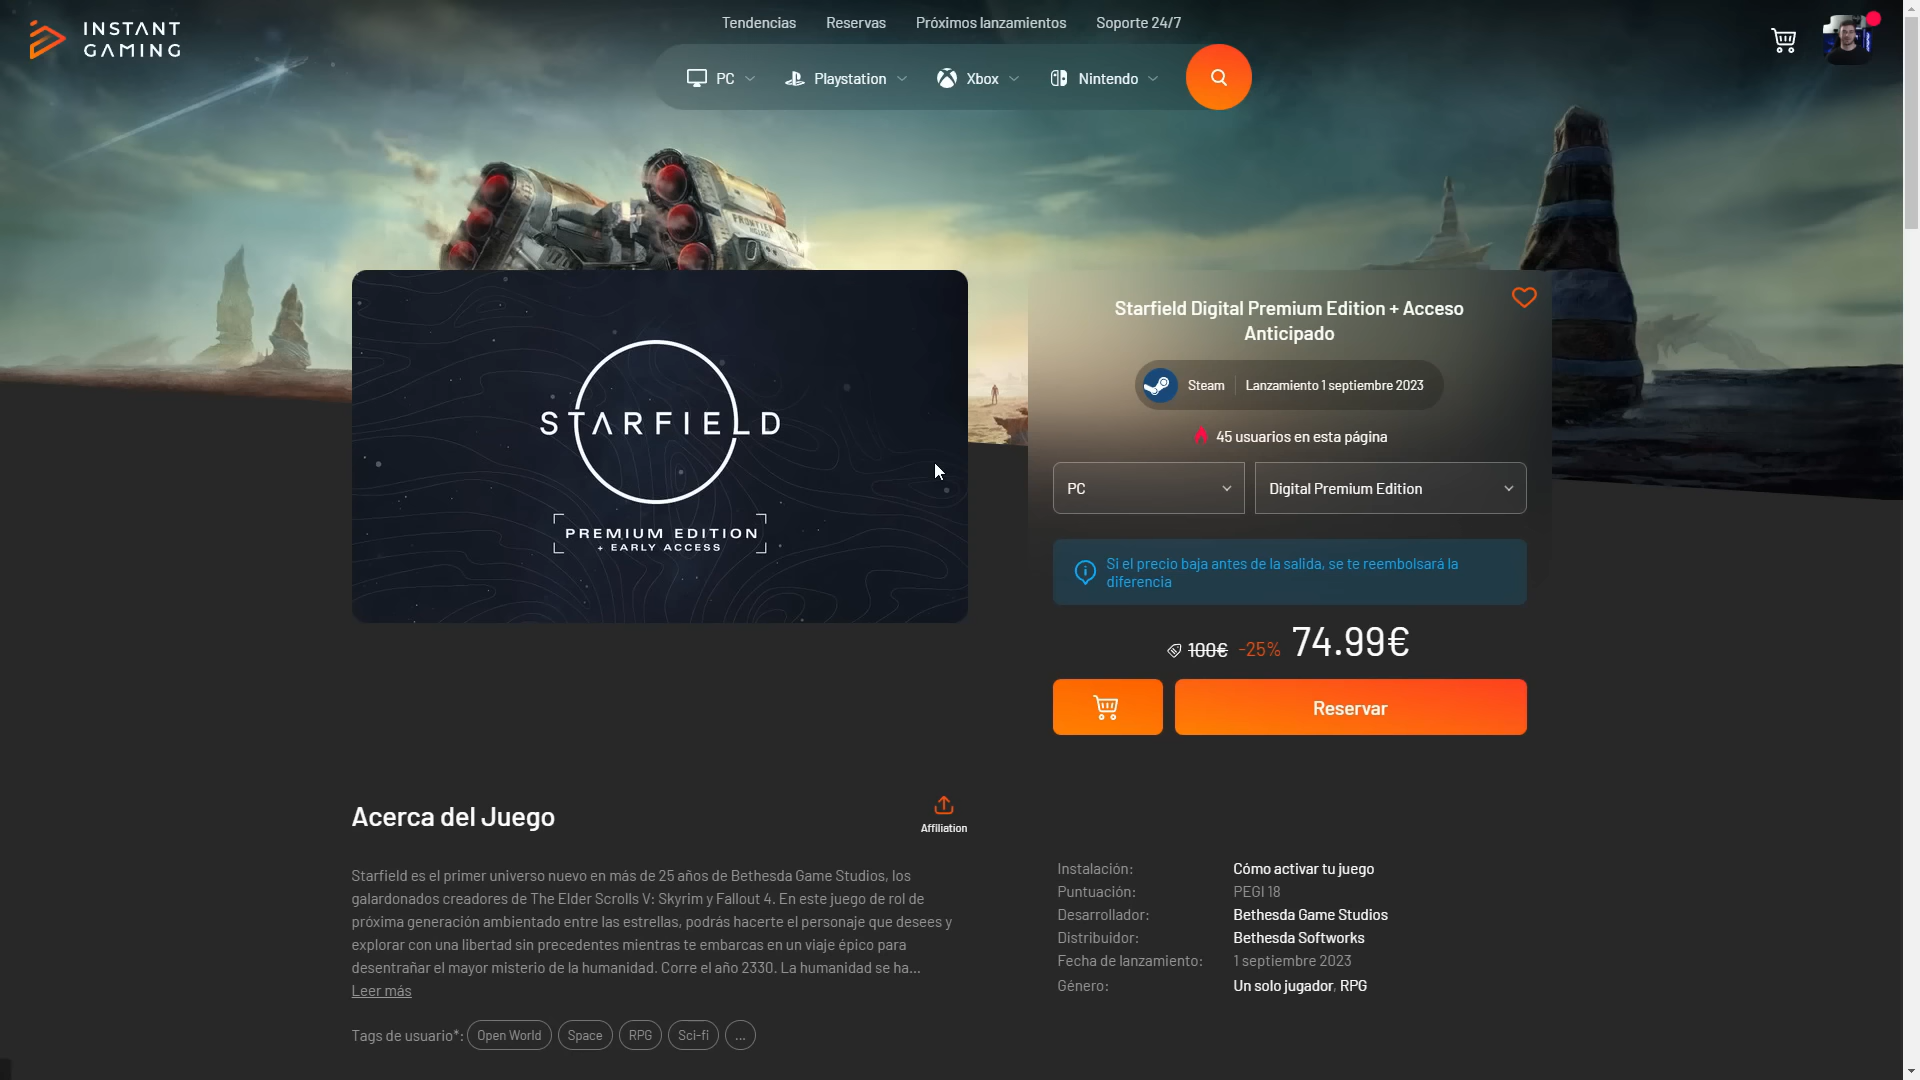 INSTANT
GAMING
Tendencias
Reservas
Próximos lanzamientos
Soporte 24/7
PC
Playstation
Xbox
Nintendo
FRONTIER
STARFIELD
PREMIUM EDITION
+ EARLY ACCESS
Starfield Digital Premium Edition + Acceso
Anticipado
Steam
Lanzamiento 1 septiembre 2023
45 usuarios en esta página
PC
Digital Premium Edition
Si el precio baja antes de la salida, se te reembolsará la
diferencia
100€ -25% 74.99€
Reservar
Acerca del Juego
Affiliation
Starfield es el primer universo nuevo en más de 25 años de Bethesda Game Studios, los
galardonados creadores de The Elder Scrolls V: Skyrim y Fallout 4. En este juego de rol de
próxima generación ambientado entre las estrellas, podrás hacerte el personaje que desees y
explorar con una libertad sin precedentes mientras te embarcas en un viaje épico para
desentrañar el mayor misterio de la humanidad. Corre el año 2330. La humanidad se ha...
Leer más
Tags de usuario*: Open World Space RPG Sci-fi ...
Instalación: Cómo activar tu juego
Puntuación: PEGI 18
Desarrollador: Bethesda Game Studios
Distribuidor: Bethesda Softworks
Fecha de lanzamiento: 1 septiembre 2023
Género: Un solo jugador, RPG